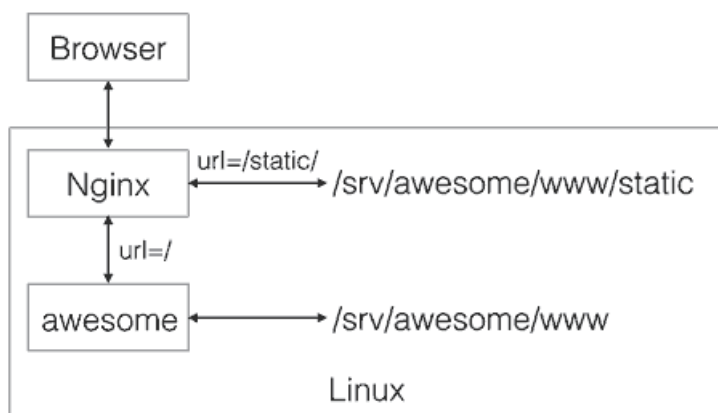 Browser
url=/static/
Nginx
/srv/awesome/www/static
url=/
awesome
/srv/awesome/www
Linux